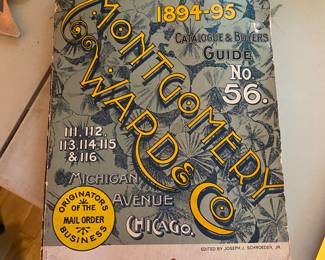 1894-95
CATALOGUE & BUYERS
GUIDE
NO.
56.
MONTGOMERY
WARD & CO
111, 112,
113, 114, 115
& 116
MICHIGAN
AVENUE
CHICAGO.
ORIGINATORS
OF THE
MAIL ORDER
BUSINESS
EDITED BY JOSEPH J. SCHROEDER, JR.